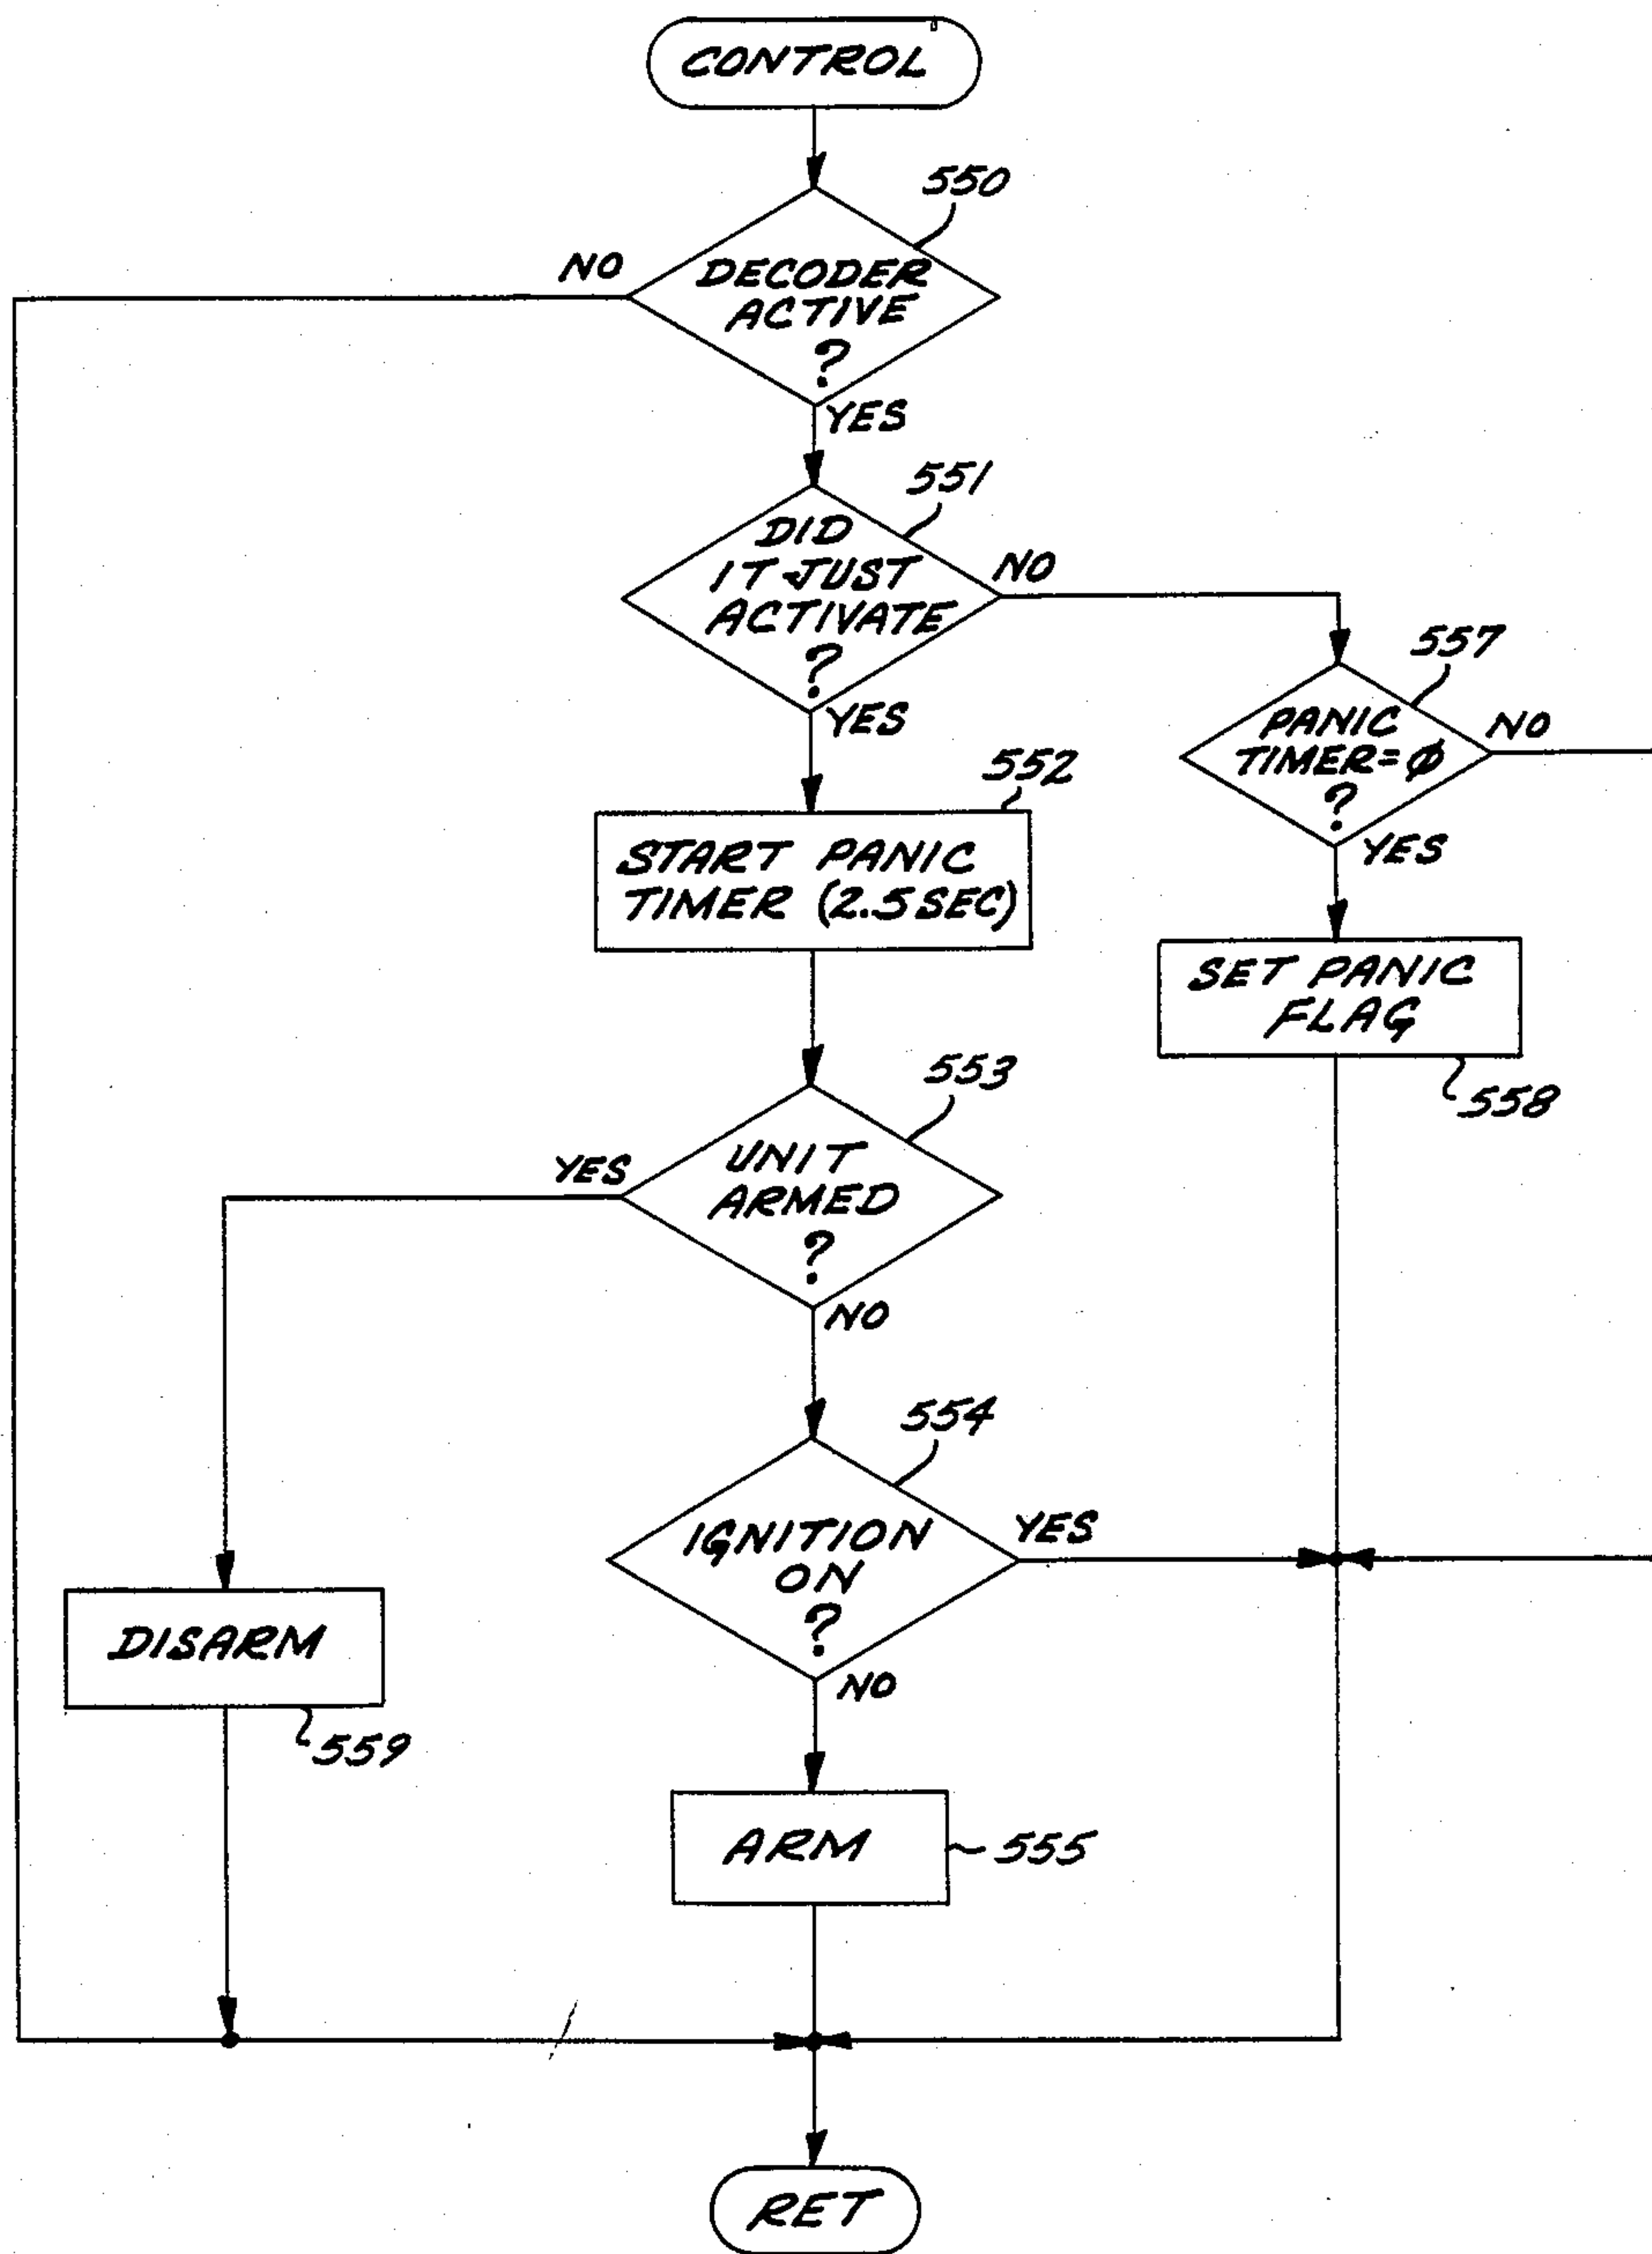 CONTROL
550
NO
DECODER
ACTIVE
?
YES
551
DID
IT JUST
ACTIVATE
?
NO
YES
557
PANIC
TIMER=Ø
?
NO
YES
552
START PANIC
TIMER (2.5SEC)
SET PANIC
FLAG
558
553
YES
UNIT
ARMED
?
NO
554
IGNITION
ON
?
YES
NO
DISARM
559
ARM
555
RET